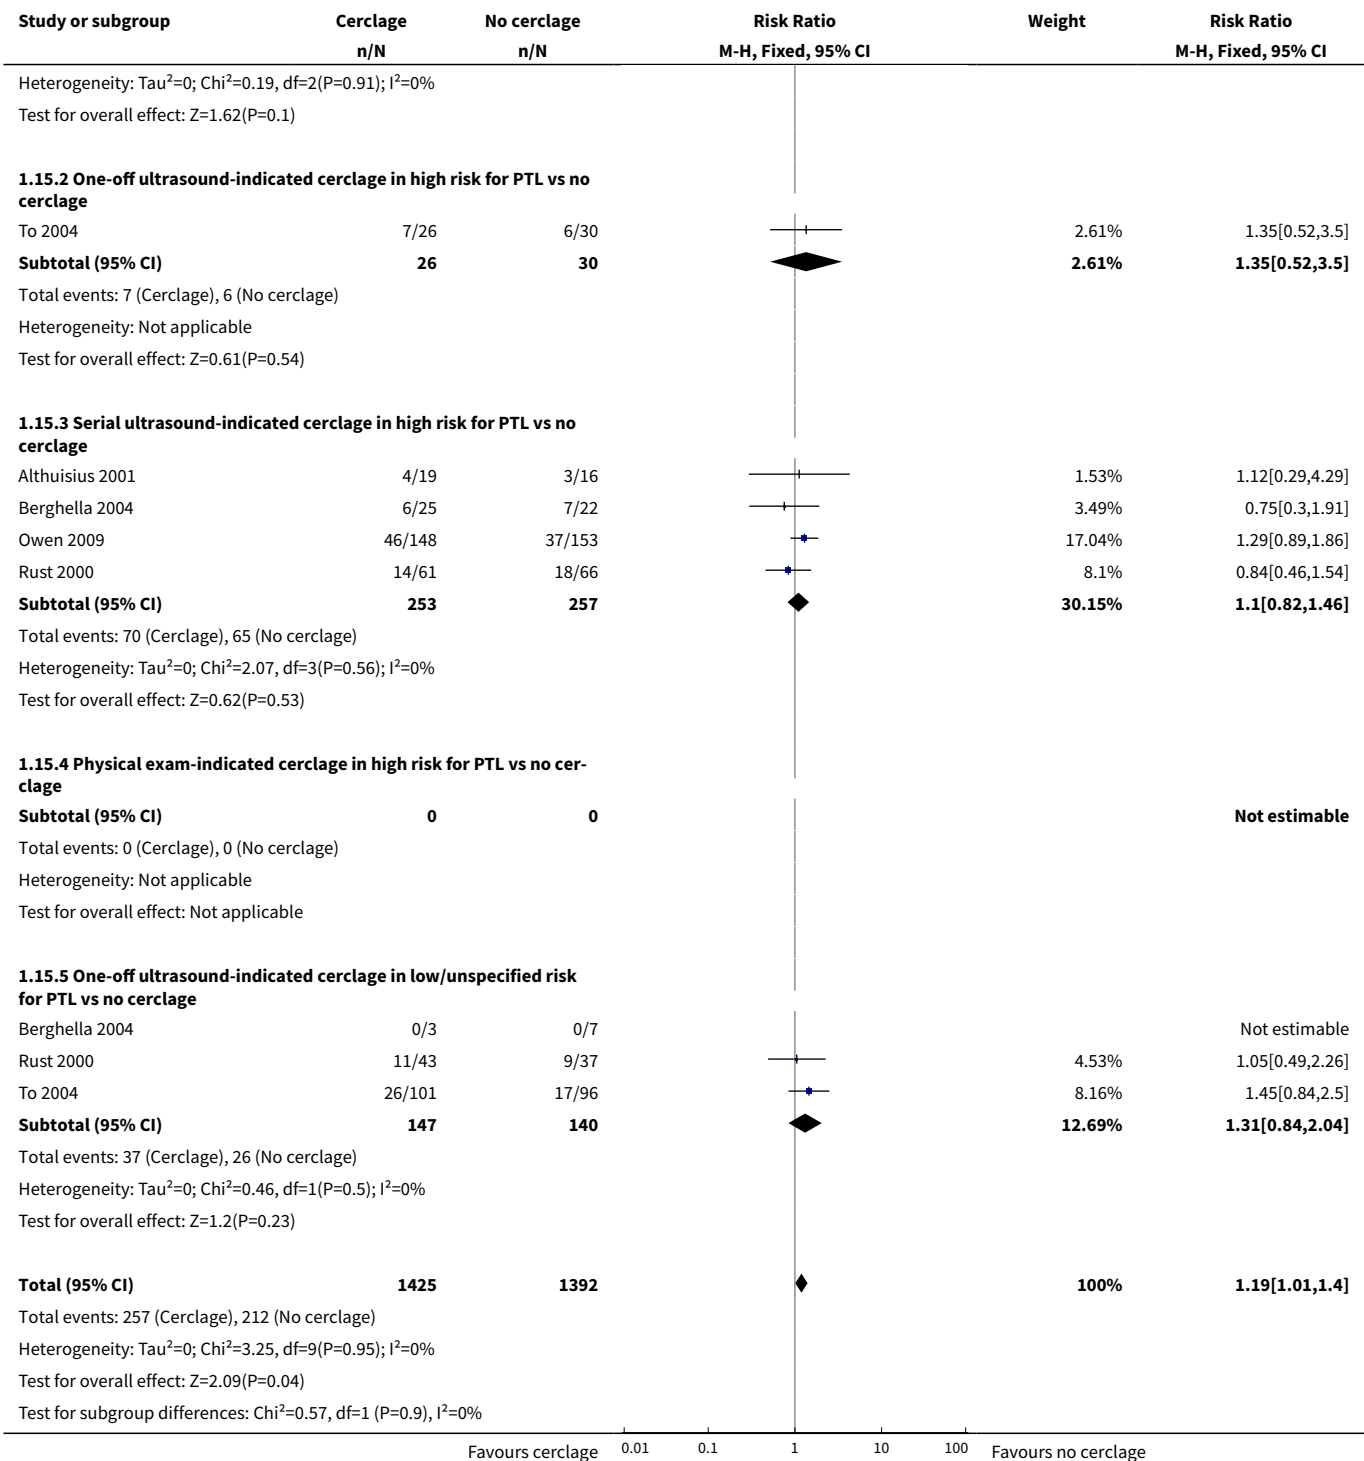 Study or subgroup Cerclage No cerclage Risk Ratio Weight Risk Ratio
n/N n/N M-H, Fixed, 95% CI M-H, Fixed, 95% CI
Heterogeneity: Tau²=0; Chi²=0.19, df=2(P=0.91); I²=0%
Test for overall effect: Z=1.62(P=0.1)
1.15.2 One-off ultrasound-indicated cerclage in high risk for PTL vs no
cerclage
To 2004 7/26 6/30 2.61% 1.35[0.52,3.5]
Subtotal (95% CI) 26 30 2.61% 1.35[0.52,3.5]
Total events: 7 (Cerclage), 6 (No cerclage)
Heterogeneity: Not applicable
Test for overall effect: Z=0.61(P=0.54)
1.15.3 Serial ultrasound-indicated cerclage in high risk for PTL vs no
cerclage
Althuisius 2001 4/19 3/16 1.53% 1.12[0.29,4.29]
Berghella 2004 6/25 7/22 3.49% 0.75[0.3,1.91]
Owen 2009 46/148 37/153 17.04% 1.29[0.89,1.86]
Rust 2000 14/61 18/66 8.1% 0.84[0.46,1.54]
Subtotal (95% CI) 253 257 30.15% 1.1[0.82,1.46]
Total events: 70 (Cerclage), 65 (No cerclage)
Heterogeneity: Tau²=0; Chi²=2.07, df=3(P=0.56); I²=0%
Test for overall effect: Z=0.62(P=0.53)
1.15.4 Physical exam-indicated cerclage in high risk for PTL vs no cer-
clage
Subtotal (95% CI) 0 0 Not estimable
Total events: 0 (Cerclage), 0 (No cerclage)
Heterogeneity: Not applicable
Test for overall effect: Not applicable
1.15.5 One-off ultrasound-indicated cerclage in low/unspecified risk
for PTL vs no cerclage
Berghella 2004 0/3 0/7 Not estimable
Rust 2000 11/43 9/37 4.53% 1.05[0.49,2.26]
To 2004 26/101 17/96 8.16% 1.45[0.84,2.5]
Subtotal (95% CI) 147 140 12.69% 1.31[0.84,2.04]
Total events: 37 (Cerclage), 26 (No cerclage)
Heterogeneity: Tau²=0; Chi²=0.46, df=1(P=0.5); I²=0%
Test for overall effect: Z=1.2(P=0.23)
Total (95% CI) 1425 1392 100% 1.19[1.01,1.4]
Total events: 257 (Cerclage), 212 (No cerclage)
Heterogeneity: Tau²=0; Chi²=3.25, df=9(P=0.95); I²=0%
Test for overall effect: Z=2.09(P=0.04)
Test for subgroup differences: Chi²=0.57, df=1 (P=0.9), I²=0%
Favours cerclage 0.01 0.1 1 10 100 Favours no cerclage